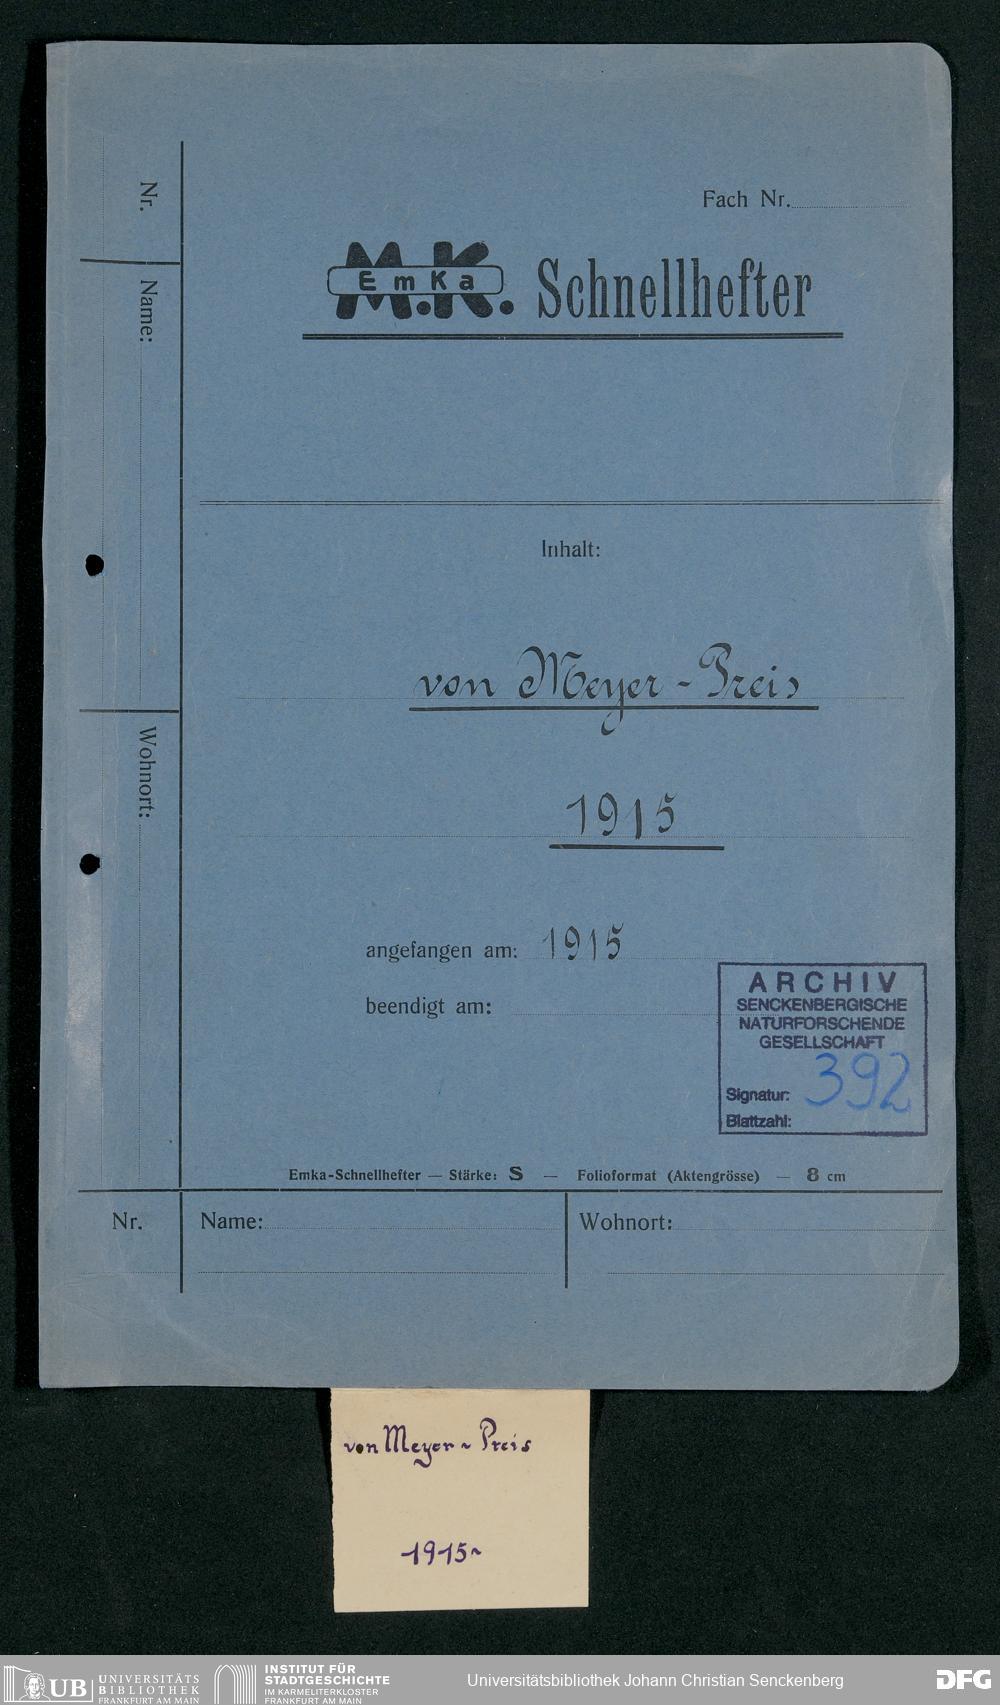 Nr.
Name:
Wohnort:
Fach Nr.
M.K.
EmKa
Schnellhefter
Inhalt:
von Meyer-Preis
1915
angefangen am: 1915
beendigt am:
ARCHIV
SENCKENBERGISCHE
NATURFORSCHENDE
GESELLSCHAFT
Signatur: 392
Blattzahl:
Emka-Schnellhefter — Stärke: S — Folioformat (Aktengrösse) — 8 cm
Nr. Name: Wohnort:
von Meyer-Preis
1915-
UB UNIVERSITÄTS
BIBLIOTHEK
FRANKFURT AM MAIN
INSTITUT FÜR
STADTGESCHICHTE
IM KARMELITERKLOSTER
FRANKFURT AM MAIN
Universitätsbibliothek Johann Christian Senckenberg
DFG